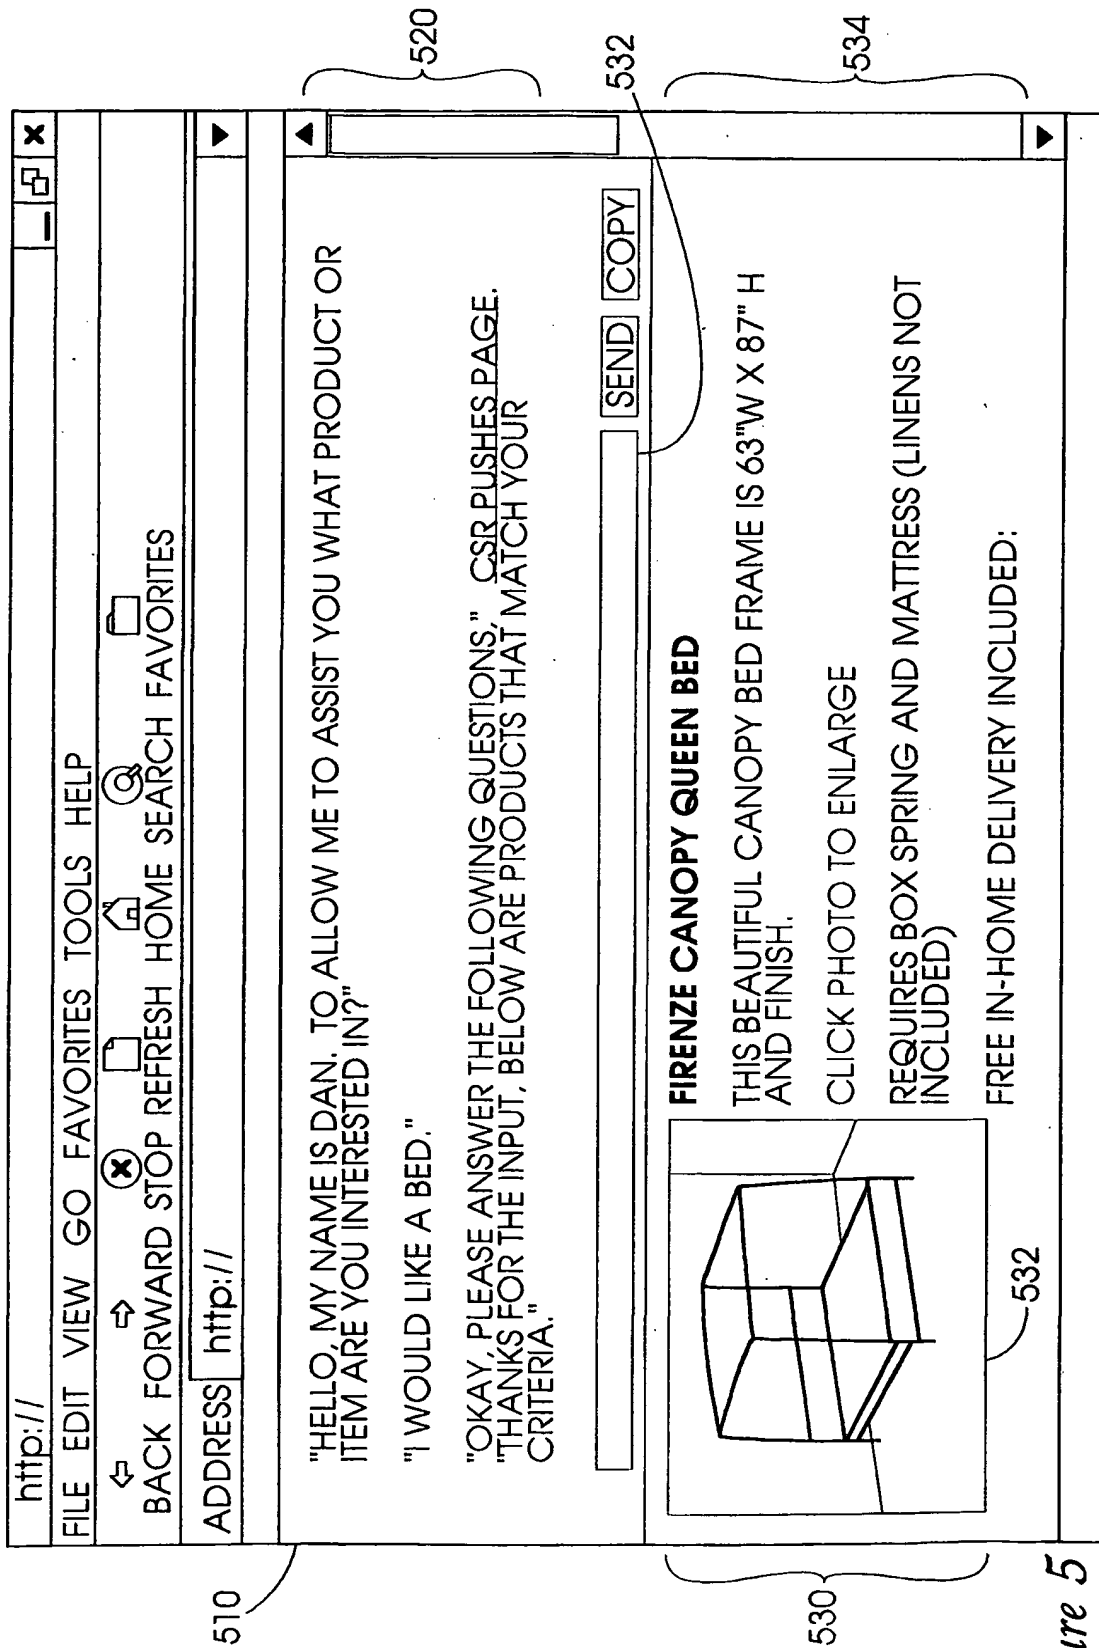 http://
FILE EDIT VIEW GO FAVORITES TOOLS HELP
BACK FORWARD STOP REFRESH HOME SEARCH FAVORITES
ADDRESS http://
510
"HELLO, MY NAME IS DAN. TO ALLOW ME TO ASSIST YOU WHAT PRODUCT OR
ITEM ARE YOU INTERESTED IN?"
"I WOULD LIKE A BED."
"OKAY, PLEASE ANSWER THE FOLLOWING QUESTIONS," CSR PUSHES PAGE.
"THANKS FOR THE INPUT, BELOW ARE PRODUCTS THAT MATCH YOUR
CRITERIA."
520
SEND COPY
532
FIRENZE CANOPY QUEEN BED
THIS BEAUTIFUL CANOPY BED FRAME IS 63"W X 87" H
AND FINISH.
CLICK PHOTO TO ENLARGE
REQUIRES BOX SPRING AND MATTRESS (LINENS NOT
INCLUDED)
FREE IN-HOME DELIVERY INCLUDED:
530
532
534
ure 5